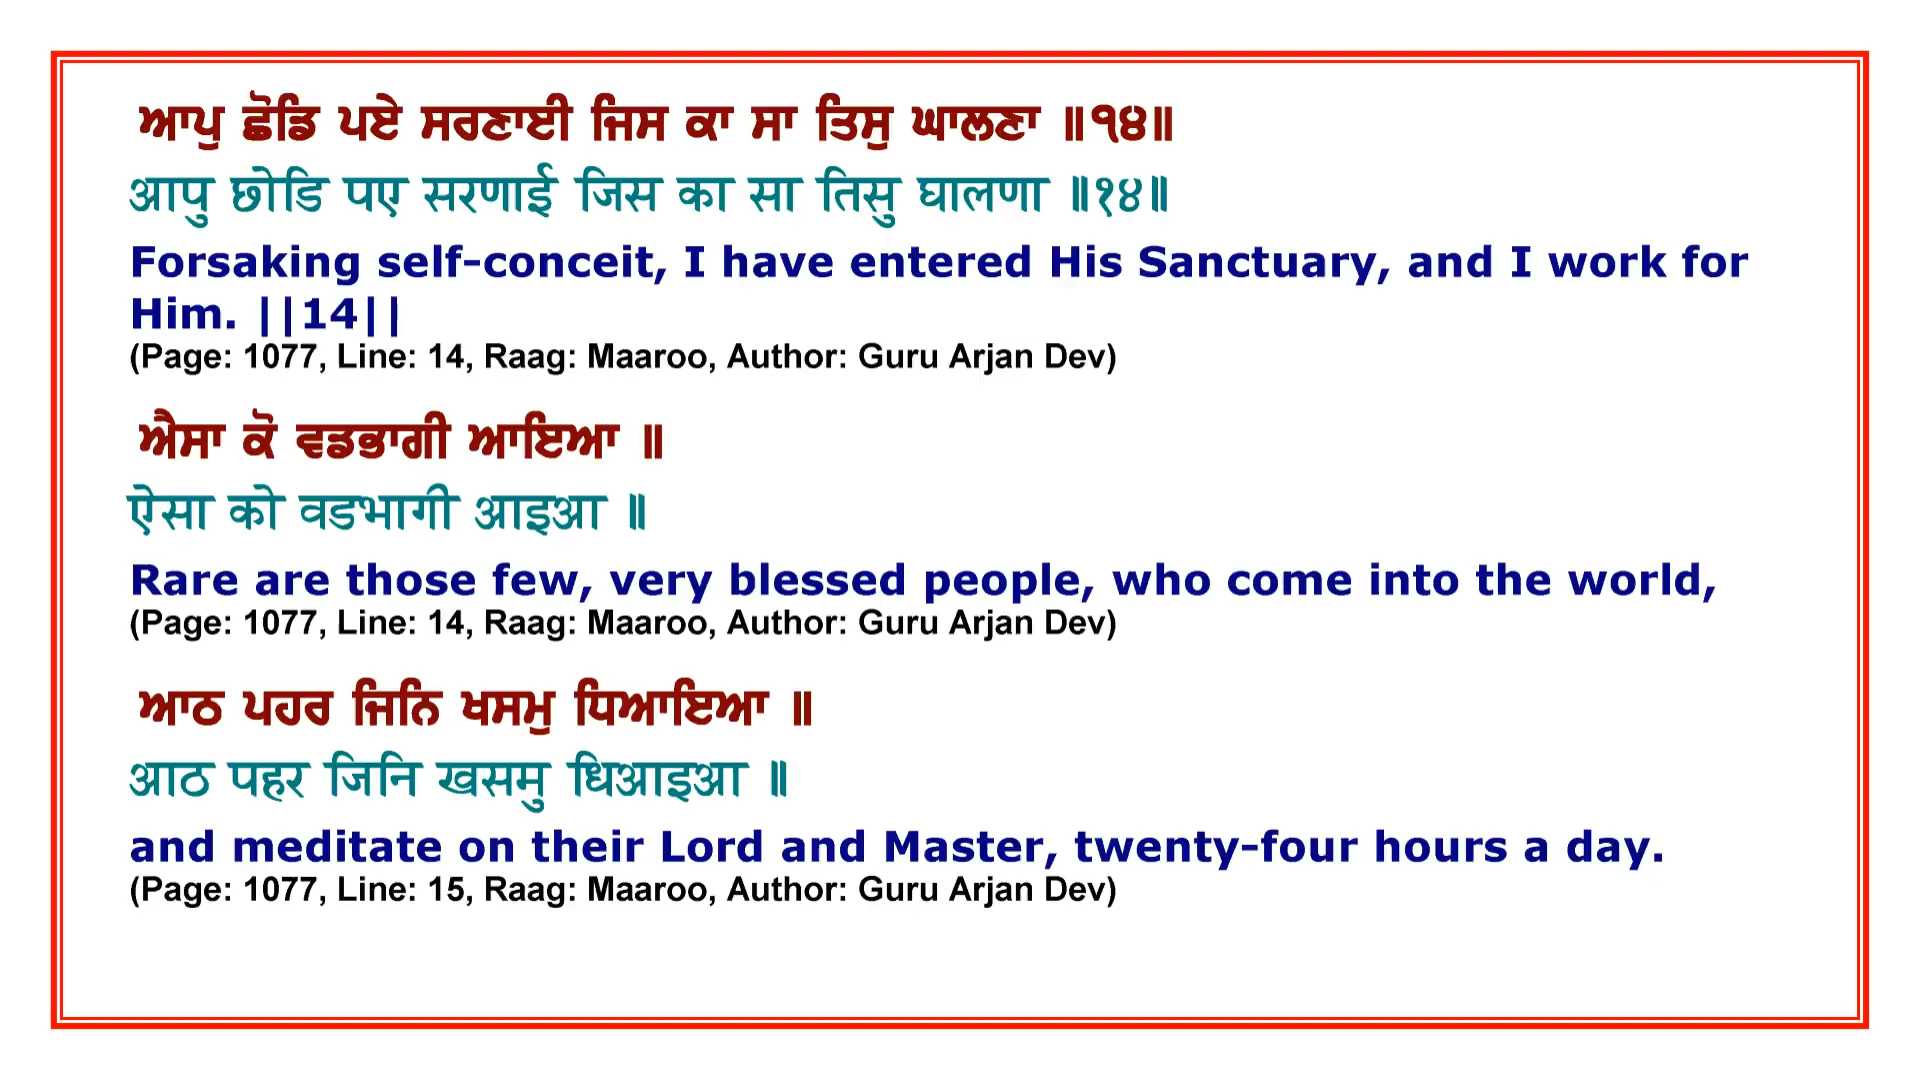 ਆਪੁ ਛੋਡਿ ਪਏ ਸਰਣਾਈ ਜਿਸ ਕਾ ਸਾ ਤਿਸੁ ਘਾਲਣਾ ॥੧੪॥
आपु छोडि पए सरणाई जिस का सा तिसु घालणा ॥१४॥
Forsaking self-conceit, I have entered His Sanctuary, and I work for
Him. ||14||
(Page: 1077, Line: 14, Raag: Maaroo, Author: Guru Arjan Dev)
ਐਸਾ ਕੋ ਵਡਭਾਗੀ ਆਇਆ ॥
ऐसा को वडभागी आइआ ॥
Rare are those few, very blessed people, who come into the world,
(Page: 1077, Line: 14, Raag: Maaroo, Author: Guru Arjan Dev)
ਆਠ ਪਹਰ ਜਿਨਿ ਖਸਮੁ ਧਿਆਇਆ ॥
आठ पहर जिनि खसमु धिआइआ ॥
and meditate on their Lord and Master, twenty-four hours a day.
(Page: 1077, Line: 15, Raag: Maaroo, Author: Guru Arjan Dev)